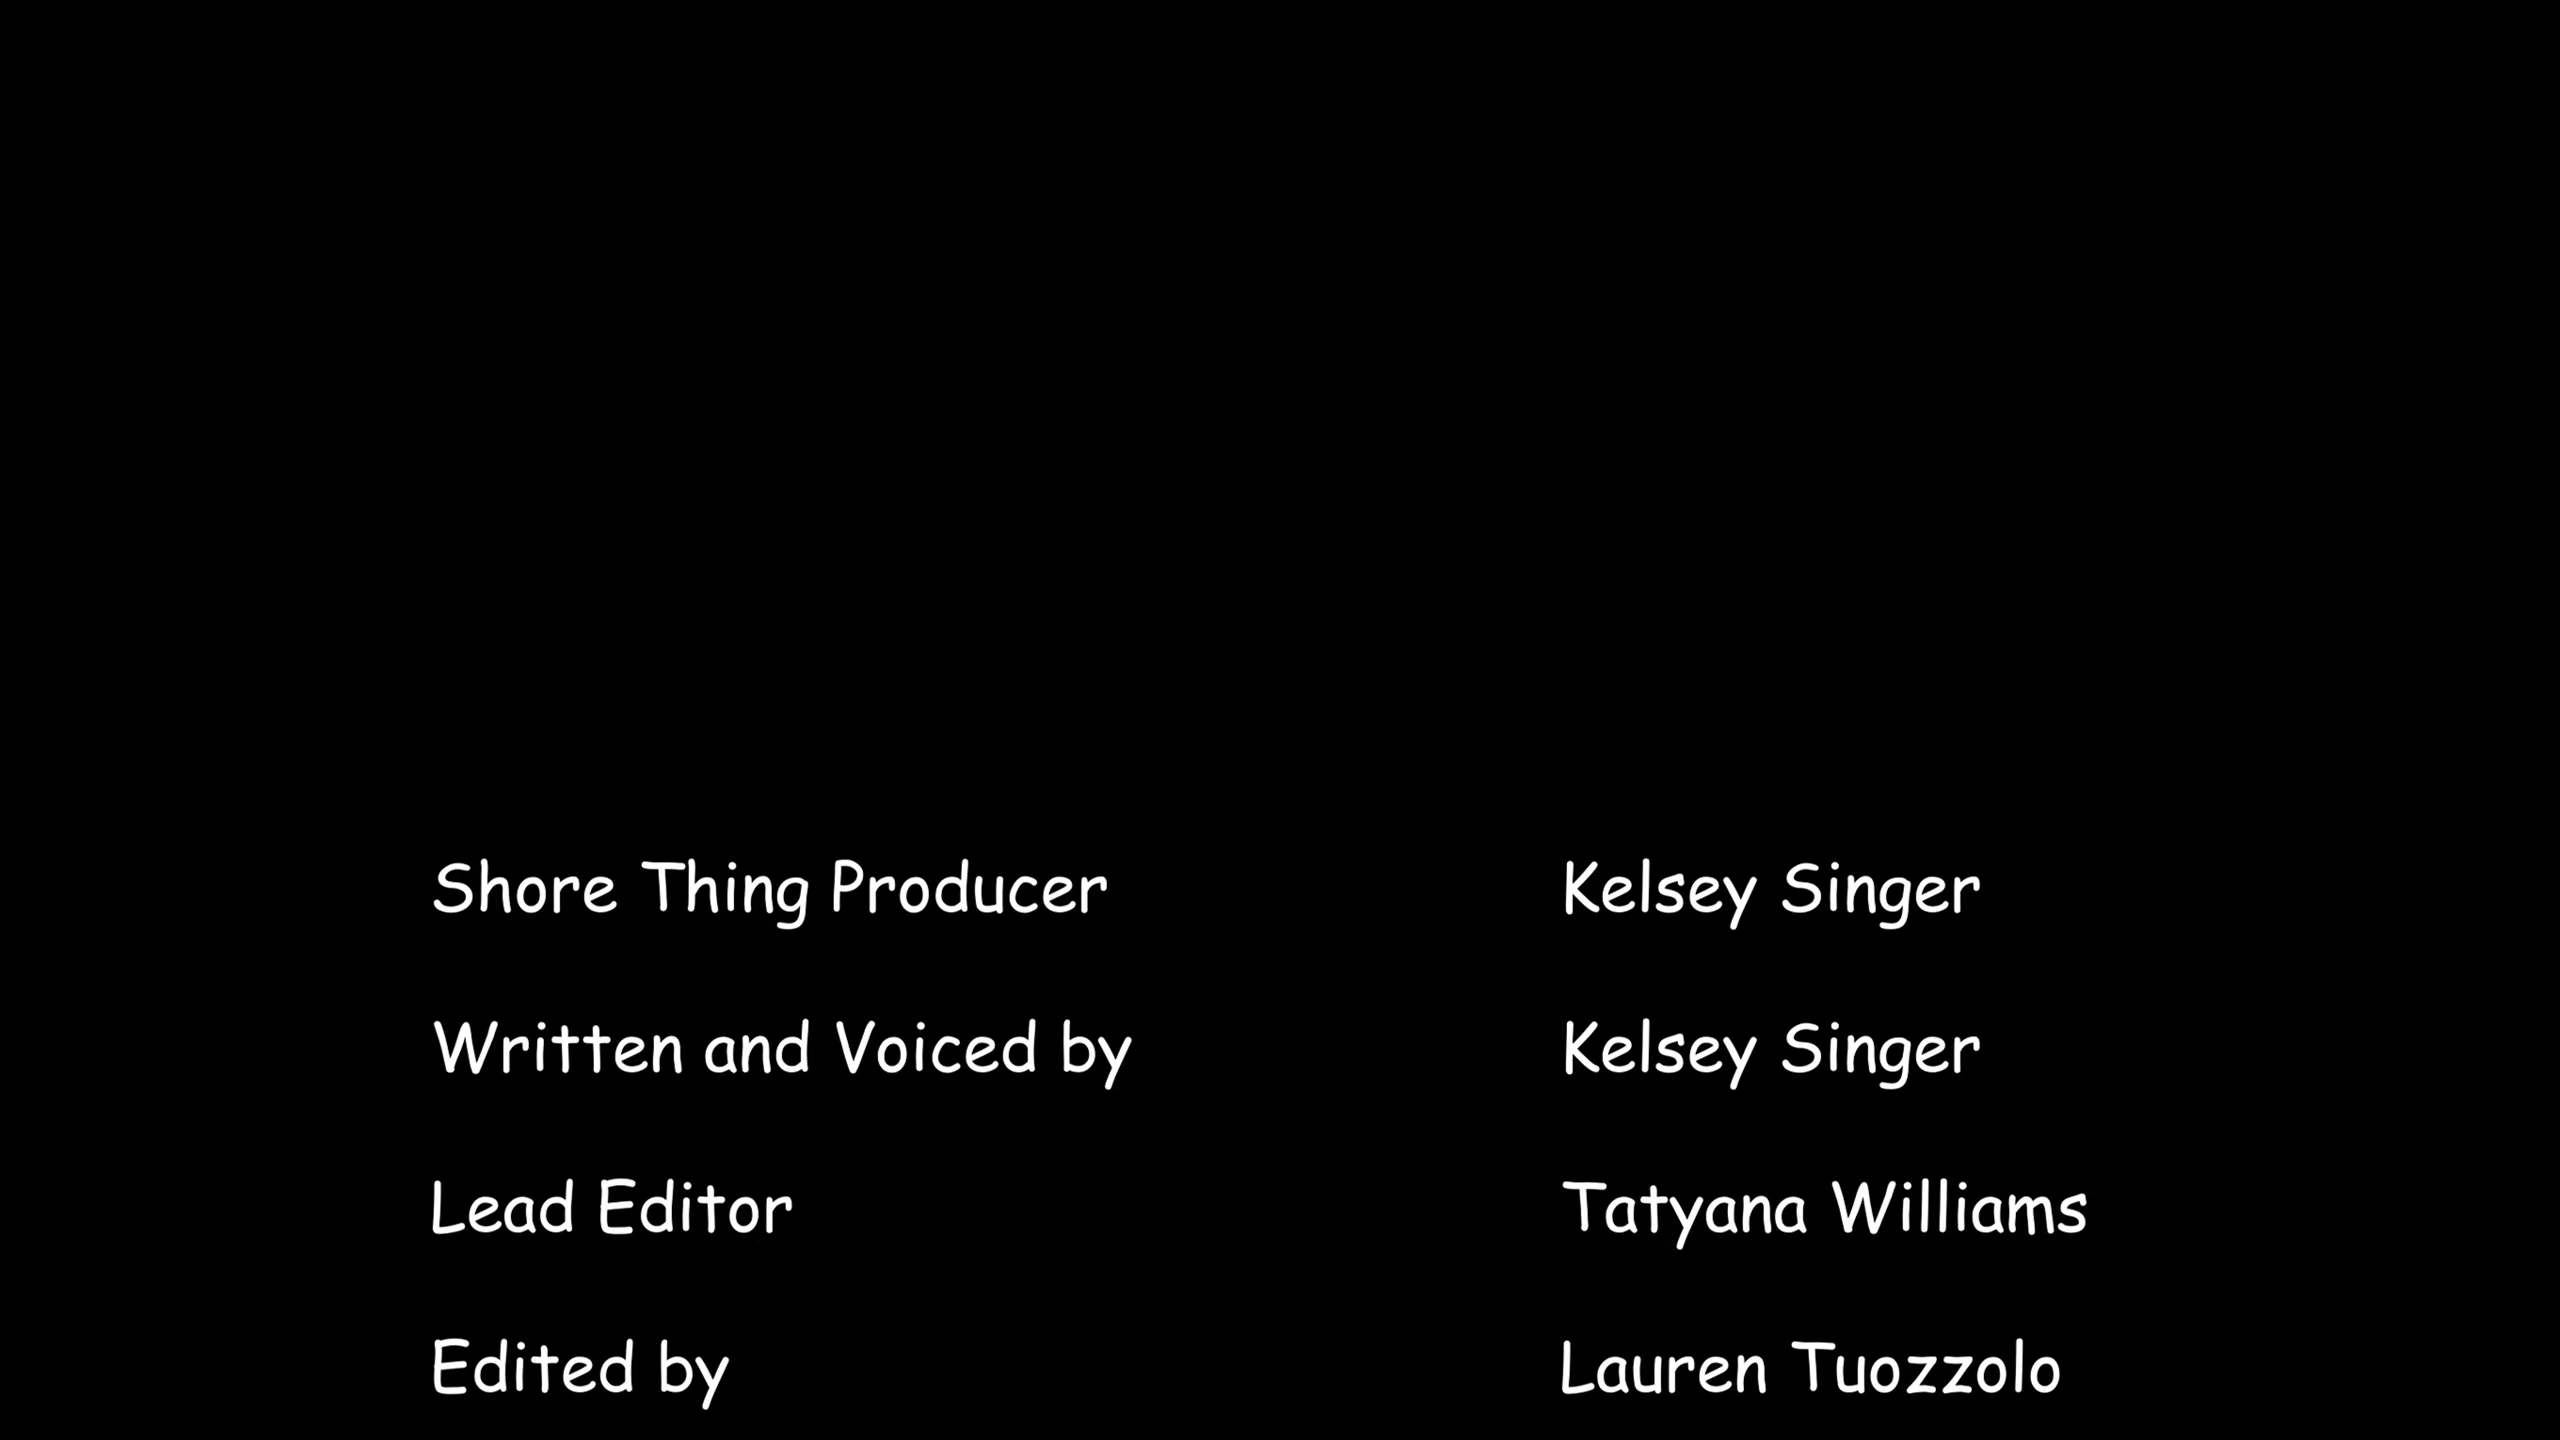 Shore Thing Producer Kelsey Singer
Written and Voiced by Kelsey Singer
Lead Editor Tatyana Williams
Edited by Lauren Tuozzolo